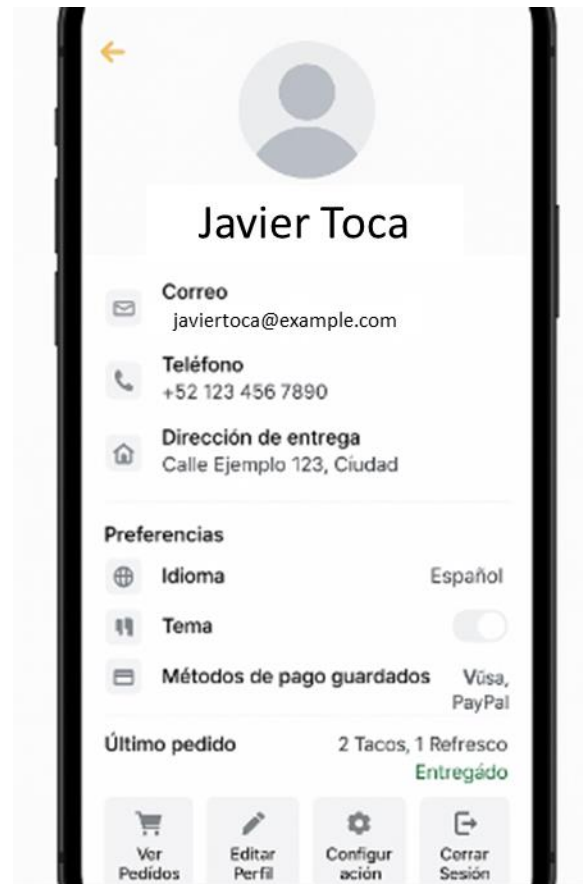 Javier Toca
Correo
javiertoca@example.com
Teléfono
+52 123 456 7890
Dirección de entrega
Calle Ejemplo 123, Ciudad
Preferencias
Idioma Español
Tema
Métodos de pago guardados Vüsa,
PayPal
Último pedido 2 Tacos, 1 Refresco
Entregádo
Ver
Pedídos
Editar
Perfil
Configur
ación
Cerrar
Sesión